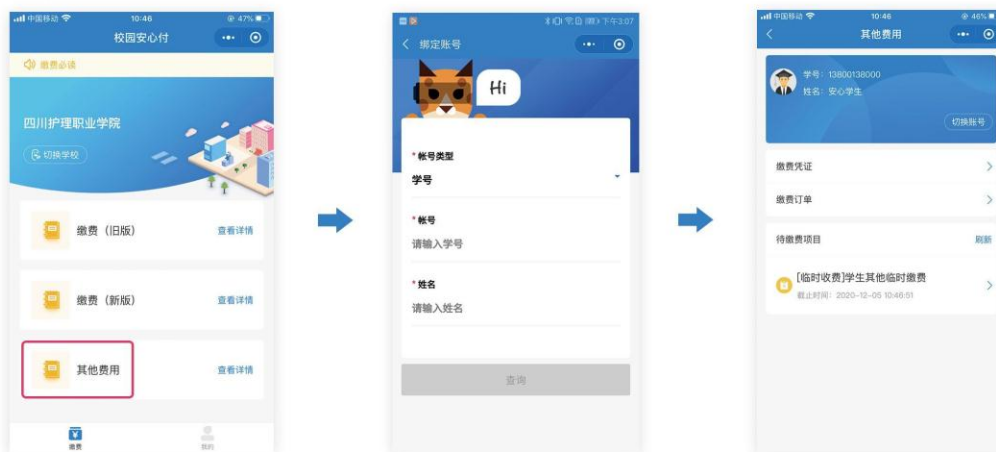 中国移动
10:46
47%
校园安心付
缴费必读
四川护理职业学院
切换学校
缴费（旧版）
查看详情
缴费（新版）
查看详情
其他费用
查看详情
缴费
我的
下午3:07
绑定账号
Hi
*帐号类型
学号
*帐号
请输入学号
*姓名
请输入姓名
查询
中国移动
10:46
46%
其他费用
学号：13800138000
姓名：安心学生
切换账号
缴费凭证
缴费订单
待缴费项目
刷新
[临时收费]学生其他临时缴费
截止时间：2020-12-05 10:46:51